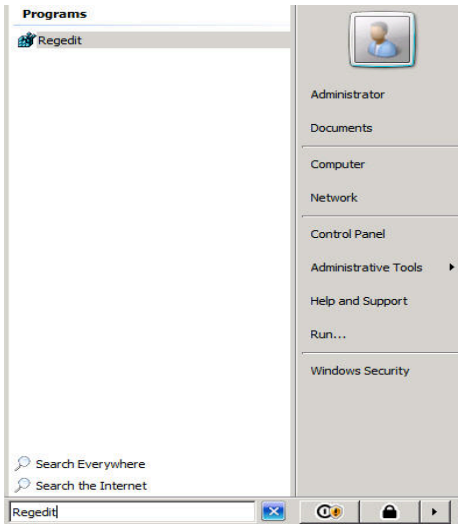 Programs
Regedit
Search Everywhere
Search the Internet
Regedit
Administrator
Documents
Computer
Network
Control Panel
Administrative Tools
Help and Support
Run...
Windows Security